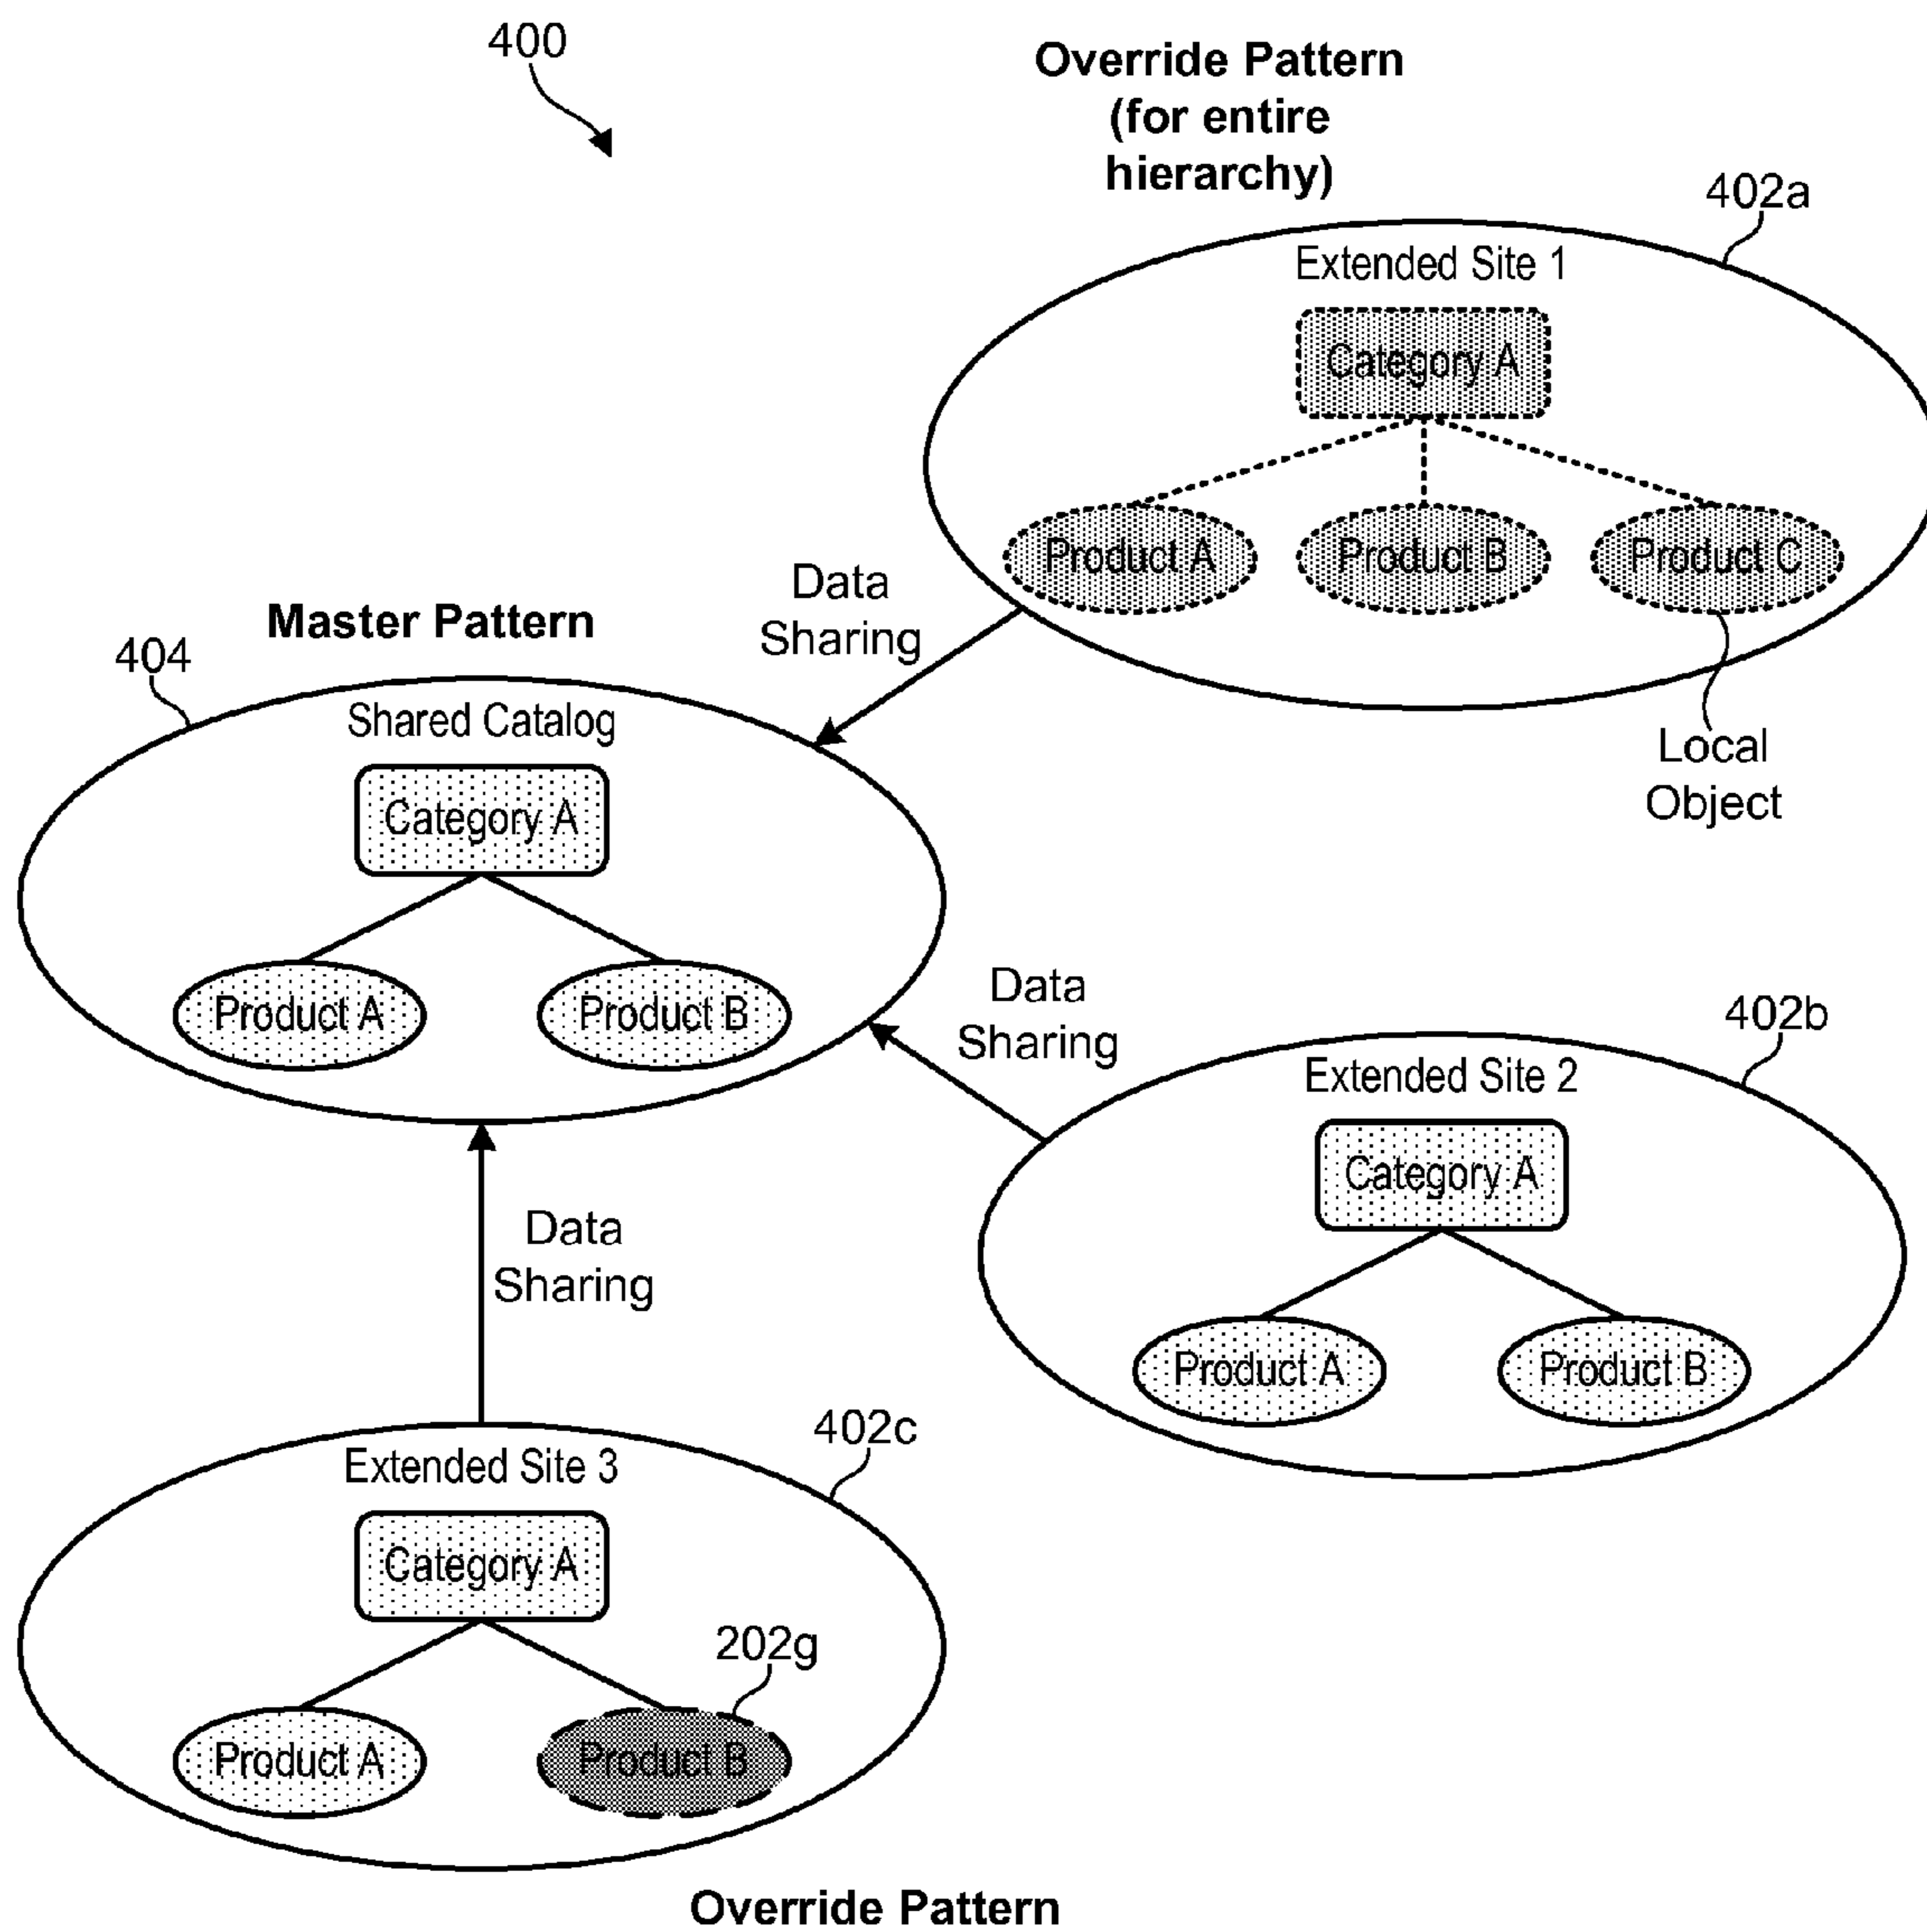 400
Override Pattern
(for entire
hierarchy)
402a
Extended Site 1
Category A
Product A
Product B
Product C
Local
Object
Data
Sharing
Master Pattern
404
Shared Catalog
Category A
Product A
Product B
Data
Sharing
402b
Extended Site 2
Category A
Product A
Product B
Data
Sharing
402c
Extended Site 3
Category A
202g
Product A
Product B
Override Pattern